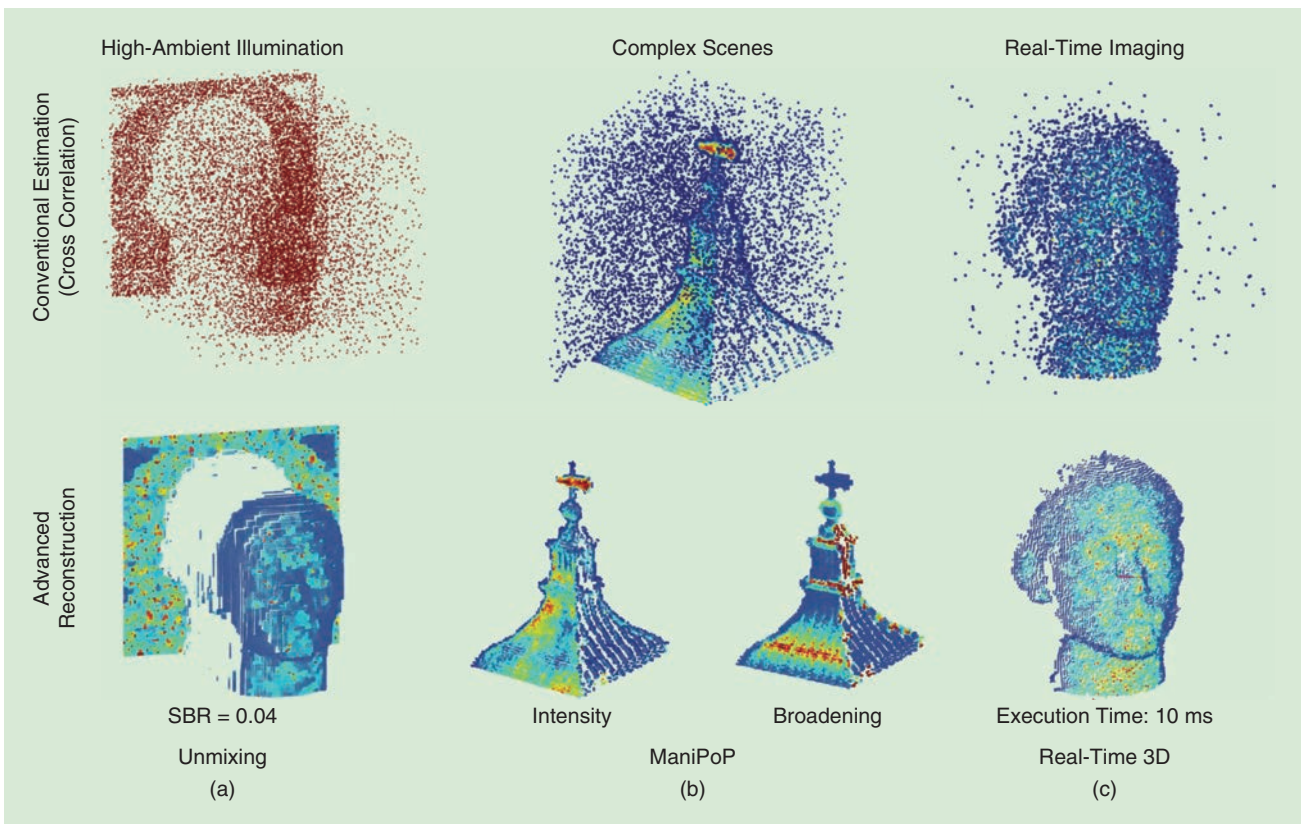 High-Ambient Illumination
Complex Scenes
Real-Time Imaging
Conventional Estimation
(Cross Correlation)
Advanced
Reconstruction
SBR = 0.04
Intensity
Broadening
Execution Time: 10 ms
Unmixing
ManiPoP
Real-Time 3D
(a)
(b)
(c)